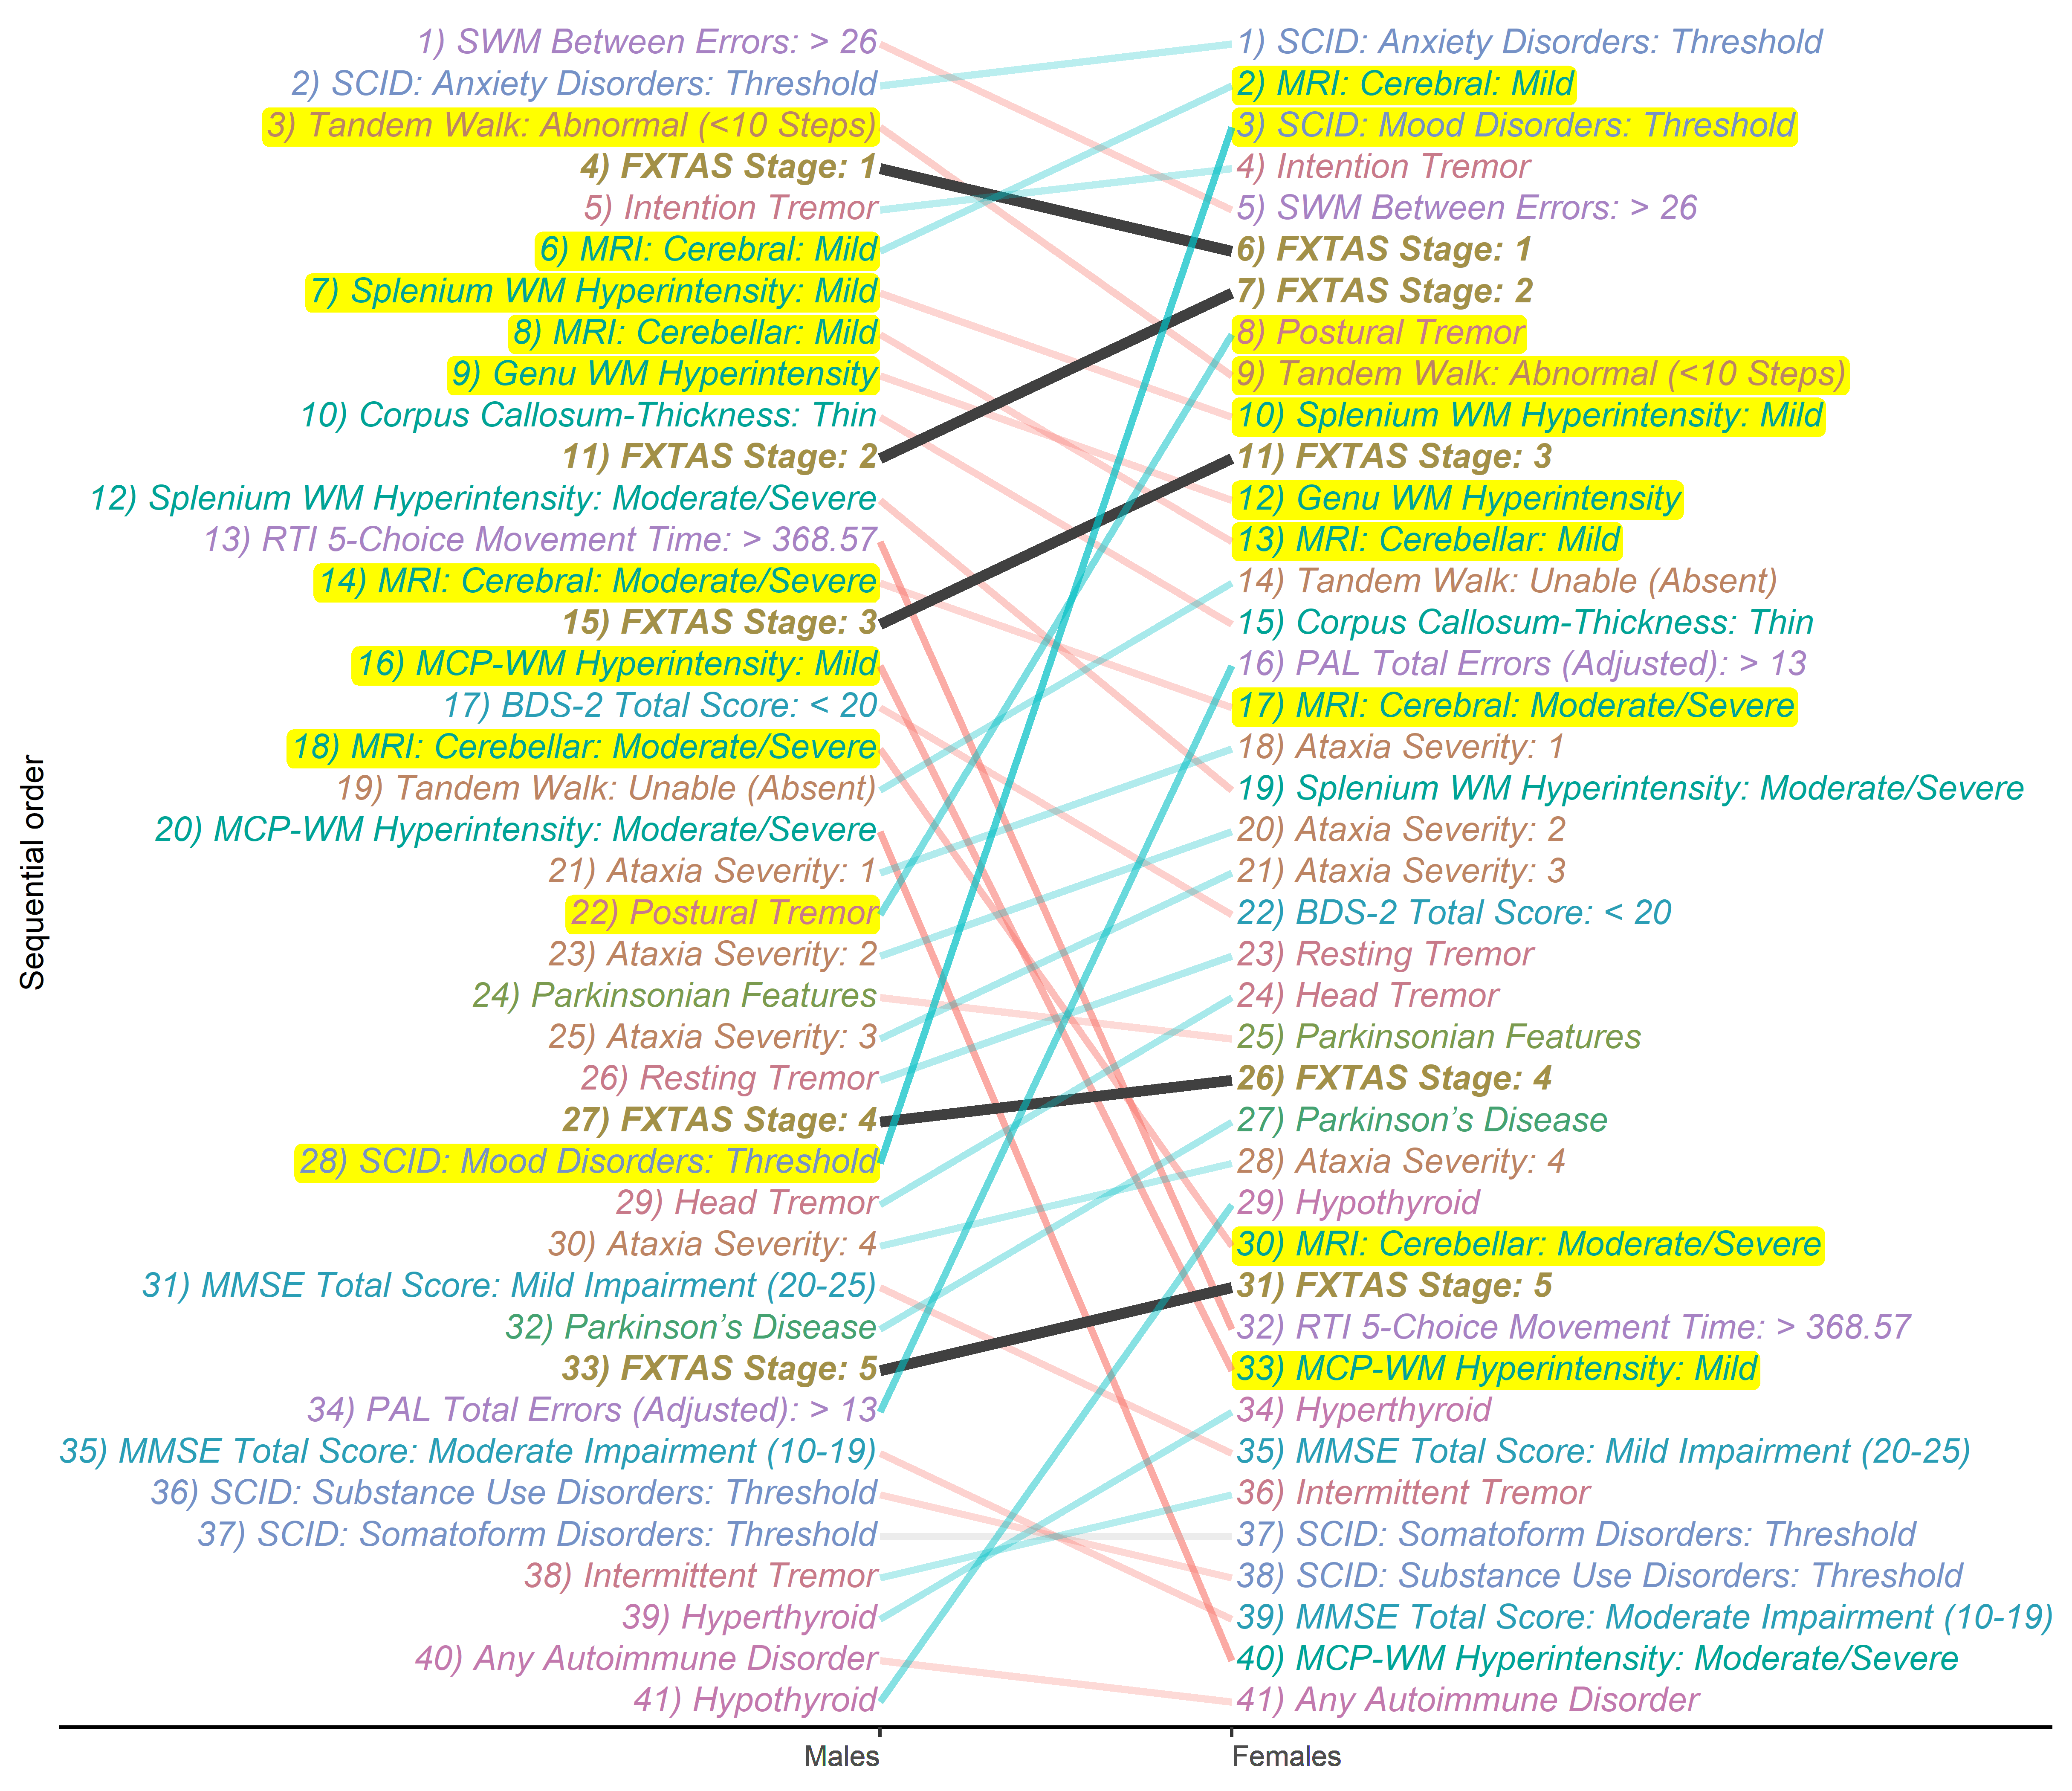 Sequential order
1) SWM Between Errors: > 26
2) SCID: Anxiety Disorders: Threshold
3) Tandem Walk: Abnormal (<10 Steps)
4) FXTAS Stage: 1
5) Intention Tremor
6) MRI: Cerebral: Mild
7) Splenium WM Hyperintensity: Mild
8) MRI: Cerebellar: Mild
9) Genu WM Hyperintensity
10) Corpus Callosum-Thickness: Thin
11) FXTAS Stage: 2
12) Splenium WM Hyperintensity: Moderate/Severe
13) RTI 5-Choice Movement Time: > 368.57
14) MRI: Cerebral: Moderate/Severe
15) FXTAS Stage: 3
16) MCP-WM Hyperintensity: Mild
17) BDS-2 Total Score: < 20
18) MRI: Cerebellar: Moderate/Severe
19) Tandem Walk: Unable (Absent)
20) MCP-WM Hyperintensity: Moderate/Severe
21) Ataxia Severity: 1
22) Postural Tremor
23) Ataxia Severity: 2
24) Parkinsonian Features
25) Ataxia Severity: 3
26) Resting Tremor
27) FXTAS Stage: 4
28) SCID: Mood Disorders: Threshold
29) Head Tremor
30) Ataxia Severity: 4
31) MMSE Total Score: Mild Impairment (20-25)
32) Parkinson's Disease
33) FXTAS Stage: 5
34) PAL Total Errors (Adjusted): > 13
35) MMSE Total Score: Moderate Impairment (10-19)
36) SCID: Substance Use Disorders: Threshold
37) SCID: Somatoform Disorders: Threshold
38) Intermittent Tremor
39) Hyperthyroid
40) Any Autoimmune Disorder
41) Hypothyroid
Males
1) SCID: Anxiety Disorders: Threshold
2) MRI: Cerebral: Mild
3) SCID: Mood Disorders: Threshold
4) Intention Tremor
5) SWM Between Errors: > 26
6) FXTAS Stage: 1
7) FXTAS Stage: 2
8) Postural Tremor
9) Tandem Walk: Abnormal (<10 Steps)
10) Splenium WM Hyperintensity: Mild
11) FXTAS Stage: 3
12) Genu WM Hyperintensity
13) MRI: Cerebellar: Mild
14) Tandem Walk: Unable (Absent)
15) Corpus Callosum-Thickness: Thin
16) PAL Total Errors (Adjusted): > 13
17) MRI: Cerebral: Moderate/Severe
18) Ataxia Severity: 1
19) Splenium WM Hyperintensity: Moderate/Severe
20) Ataxia Severity: 2
21) Ataxia Severity: 3
22) BDS-2 Total Score: < 20
23) Resting Tremor
24) Head Tremor
25) Parkinsonian Features
26) FXTAS Stage: 4
27) Parkinson's Disease
28) Ataxia Severity: 4
29) Hypothyroid
30) MRI: Cerebellar: Moderate/Severe
31) FXTAS Stage: 5
32) RTI 5-Choice Movement Time: > 368.57
33) MCP-WM Hyperintensity: Mild
34) Hyperthyroid
35) MMSE Total Score: Mild Impairment (20-25)
36) Intermittent Tremor
37) SCID: Somatoform Disorders: Threshold
38) SCID: Substance Use Disorders: Threshold
39) MMSE Total Score: Moderate Impairment (10-19)
40) MCP-WM Hyperintensity: Moderate/Severe
41) Any Autoimmune Disorder
Females